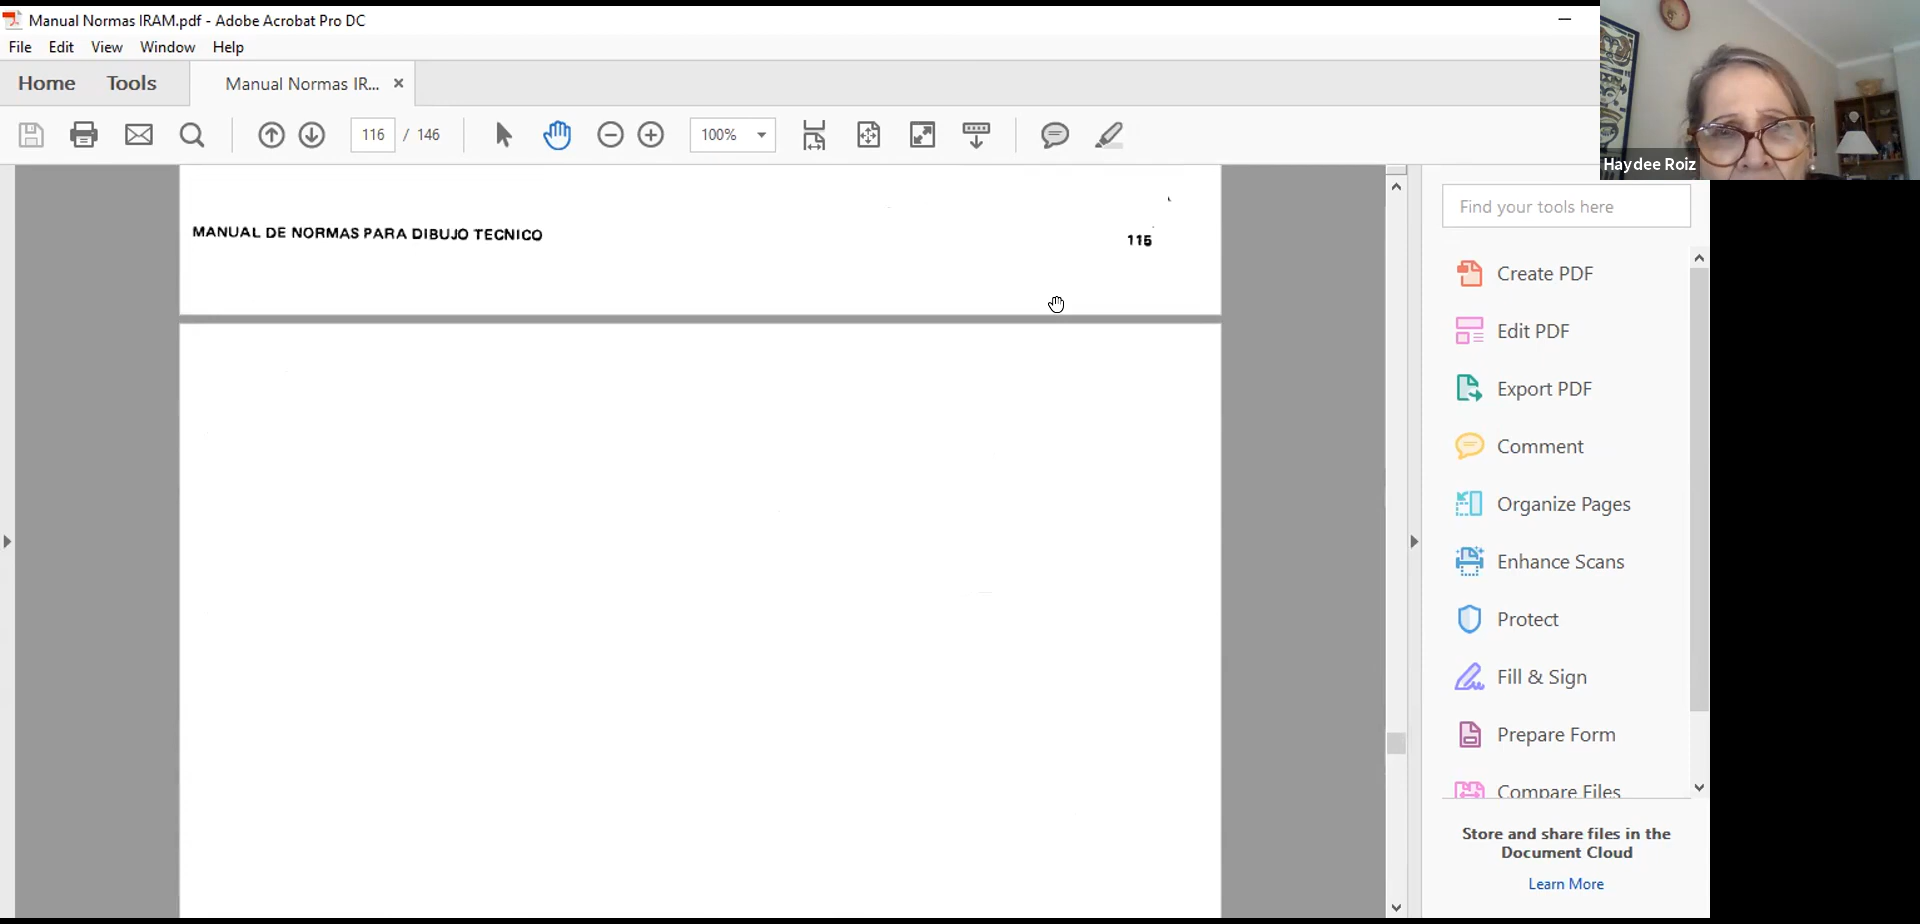 Manual Normas IRAM.pdf - Adobe Acrobat Pro DC
File Edit View Window Help
Home Tools Manual Normas IR... ×
116 / 146 100%
Haydee Roiz
MANUAL DE NORMAS PARA DIBUJO TECNICO 115
Find your tools here
Create PDF
Edit PDF
Export PDF
Comment
Organize Pages
Enhance Scans
Protect
Fill & Sign
Prepare Form
Compare Files
Store and share files in the
Document Cloud
Learn More